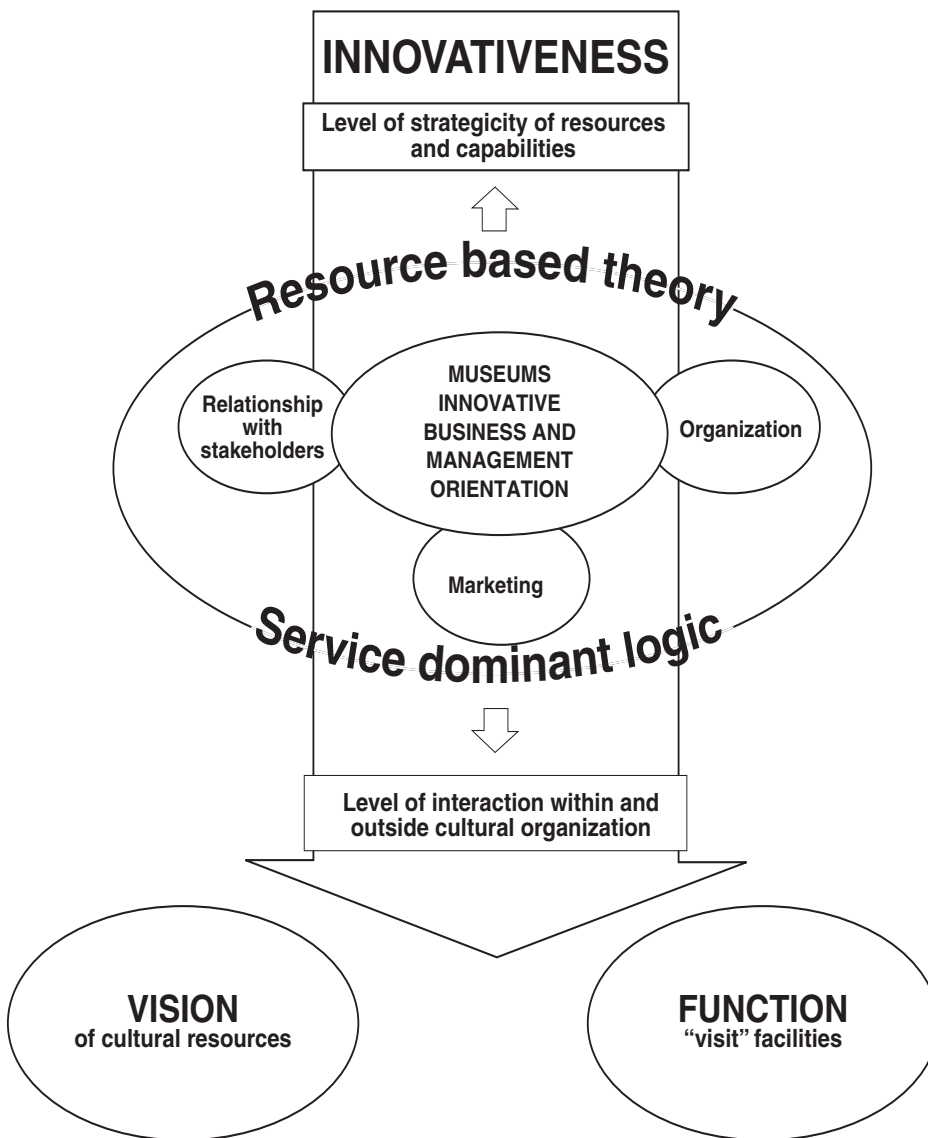 INNOVATIVENESS
Level of strategicity of resources
and capabilities
Resource based theory
Relationship
with
stakeholders
MUSEUMS
INNOVATIVE
BUSINESS AND
MANAGEMENT
ORIENTATION
Organization
Marketing
Service dominant logic
Level of interaction within and
outside cultural organization
VISION
of cultural resources
FUNCTION
“visit” facilities